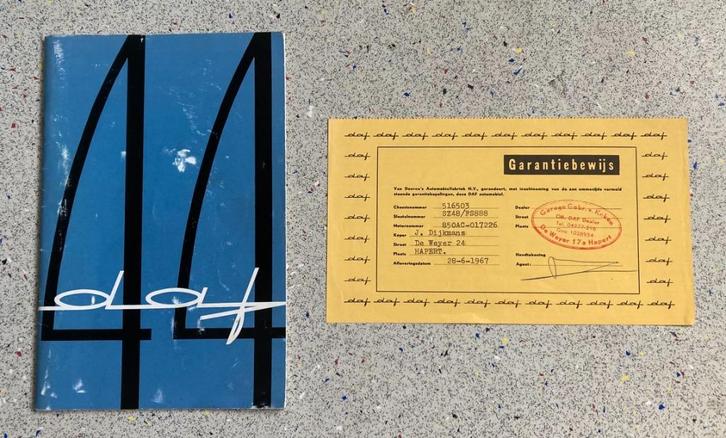 44
daf
daf daf daf daf daf daf daf daf daf daf daf
Garantiebewijs
Van Doorne's Automobielfabriek N.V., garandeert, met inachtneming van de aan ommezijde vermeld
staande garantiebepalingen, deze DAF automobiel.
Chassisnummer 516503
Sleutelnummer SZ48/FS888
Motornummer 850AC-017226
Koper J. Dijkmans
Straat De Weyer 24
Plaats HAPERT.
Afleveringsdatum 28-6-1967
Dealer
Straat
Plaats
Garage Gebr.
Off. DAF Dealer
De Weyer 17a Hapert
Handtekening
Agent:
daf daf daf daf daf daf daf daf daf daf daf